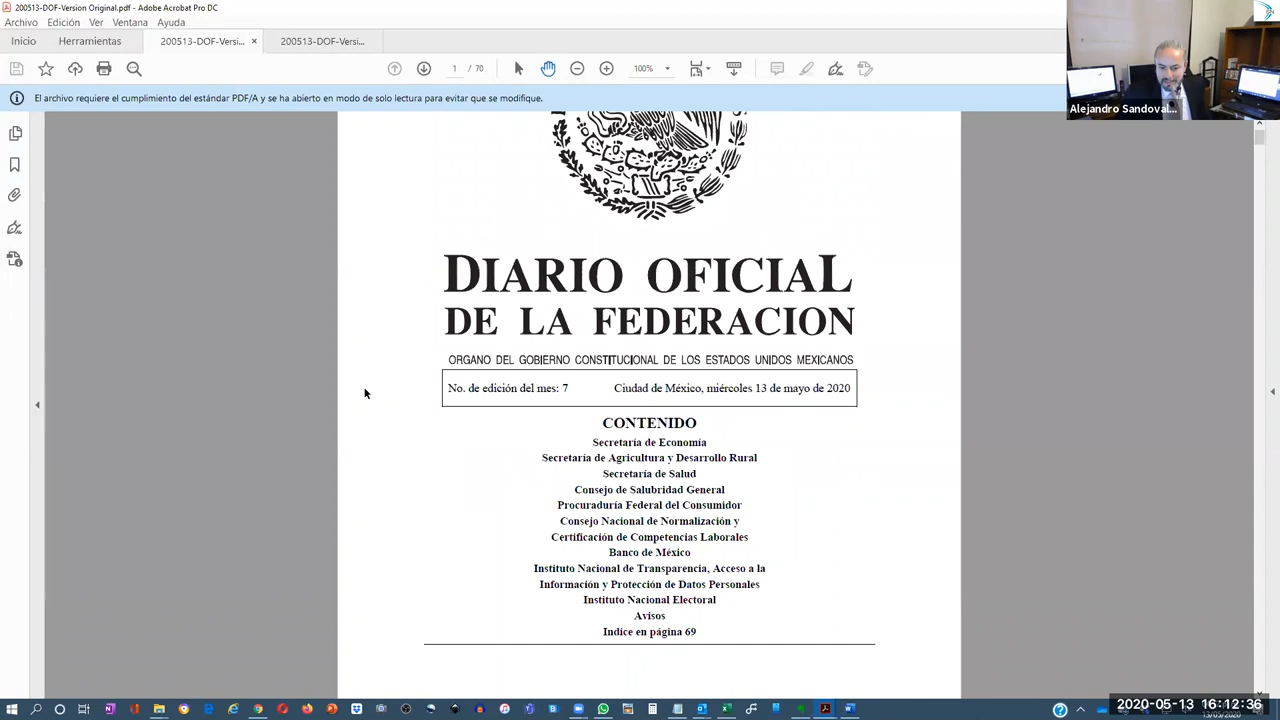 200513-DOF-Version Original.pdf - Adobe Acrobat Pro DC
Archivo Edición Ver Ventana Ayuda
Inicio Herramientas 200513-DOF-Versi... × 200513-DOF-Versi...
1 / 70 100%
El archivo requiere el cumplimiento del estándar PDF/A y se ha abierto en modo de solo lectura para evitar que se modifique.
Alejandro Sandoval...
DIARIO OFICIAL
DE LA FEDERACION
ORGANO DEL GOBIERNO CONSTITUCIONAL DE LOS ESTADOS UNIDOS MEXICANOS
No. de edición del mes: 7 Ciudad de México, miércoles 13 de mayo de 2020
CONTENIDO
Secretaría de Economía
Secretaría de Agricultura y Desarrollo Rural
Secretaría de Salud
Consejo de Salubridad General
Procuraduría Federal del Consumidor
Consejo Nacional de Normalización y
Certificación de Competencias Laborales
Banco de México
Instituto Nacional de Transparencia, Acceso a la
Información y Protección de Datos Personales
Instituto Nacional Electoral
Avisos
Indice en página 69
2020-05-13 16:12:36
13/05/2020